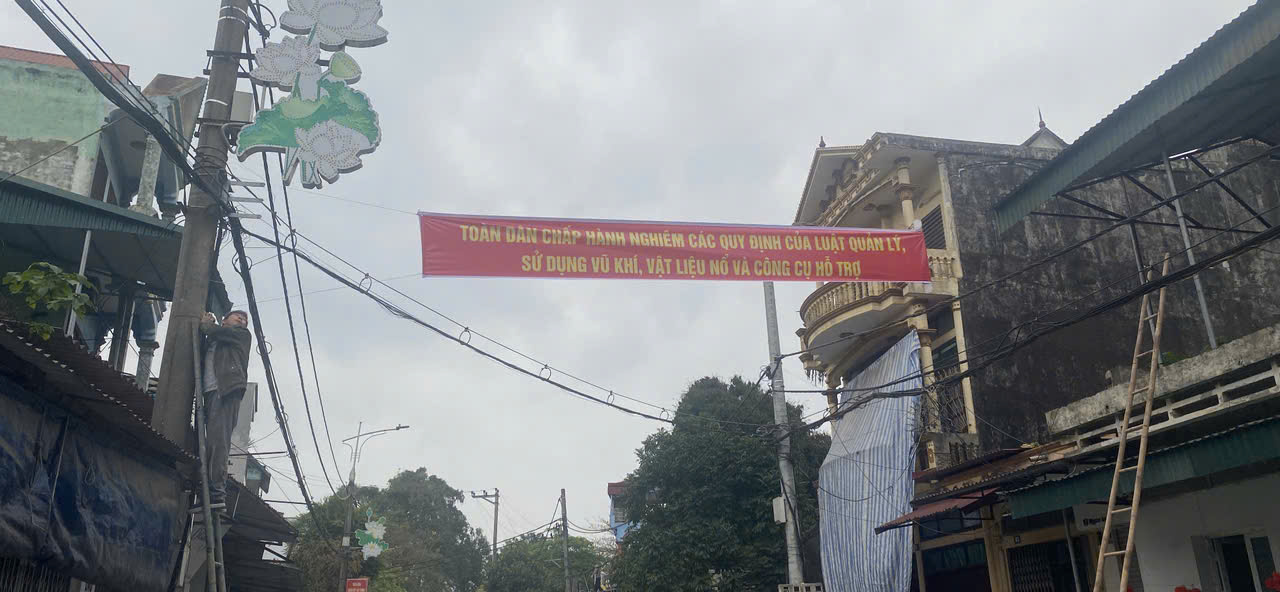 TOÀN DÂN CHẤP HÀNH NGHIÊM CÁC QUY ĐỊNH CỦA LUẬT QUẢN LÝ,
SỬ DỤNG VŨ KHÍ, VẬT LIỆU NỔ VÀ CÔNG CỤ HỖ TRỢ